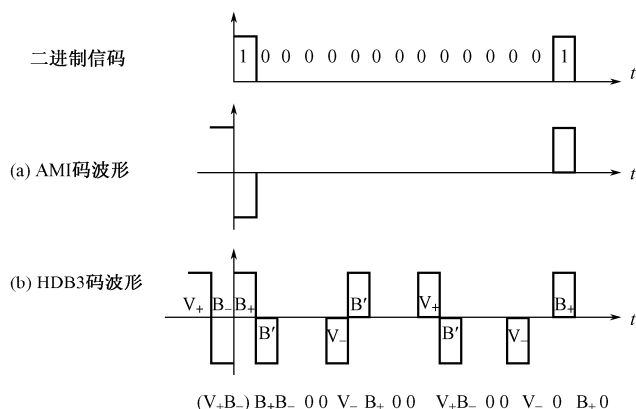 二进制信码
1 0 0 0 0 0 0 0 0 0 0 0 0 0 1
t
(a) AMI码波形
t
(b) HDB3码波形
V₊ B₋ B₊ B′ V₋ B′ V₊ B′ V₋ B₊
t
(V₊B₋) B₊B₋ 0 0 V₋ B₊ 0 0 V₊B₋ 0 0 V₋ 0 B₊ 0